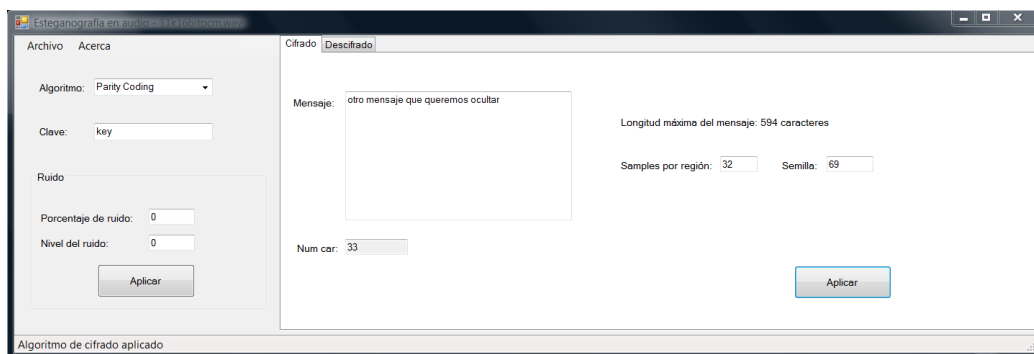 Esteganografía en audio - 11k16bitpcm.wav
Archivo Acerca
Cifrado Descifrado
Algoritmo: Parity Coding
Clave: key
Ruido
Porcentaje de ruido: 0
Nivel del ruido: 0
Aplicar
Mensaje: otro mensaje que queremos ocultar
Num car: 33
Longitud máxima del mensaje: 594 caracteres
Samples por región: 32 Semilla: 69
Aplicar
Algoritmo de cifrado aplicado